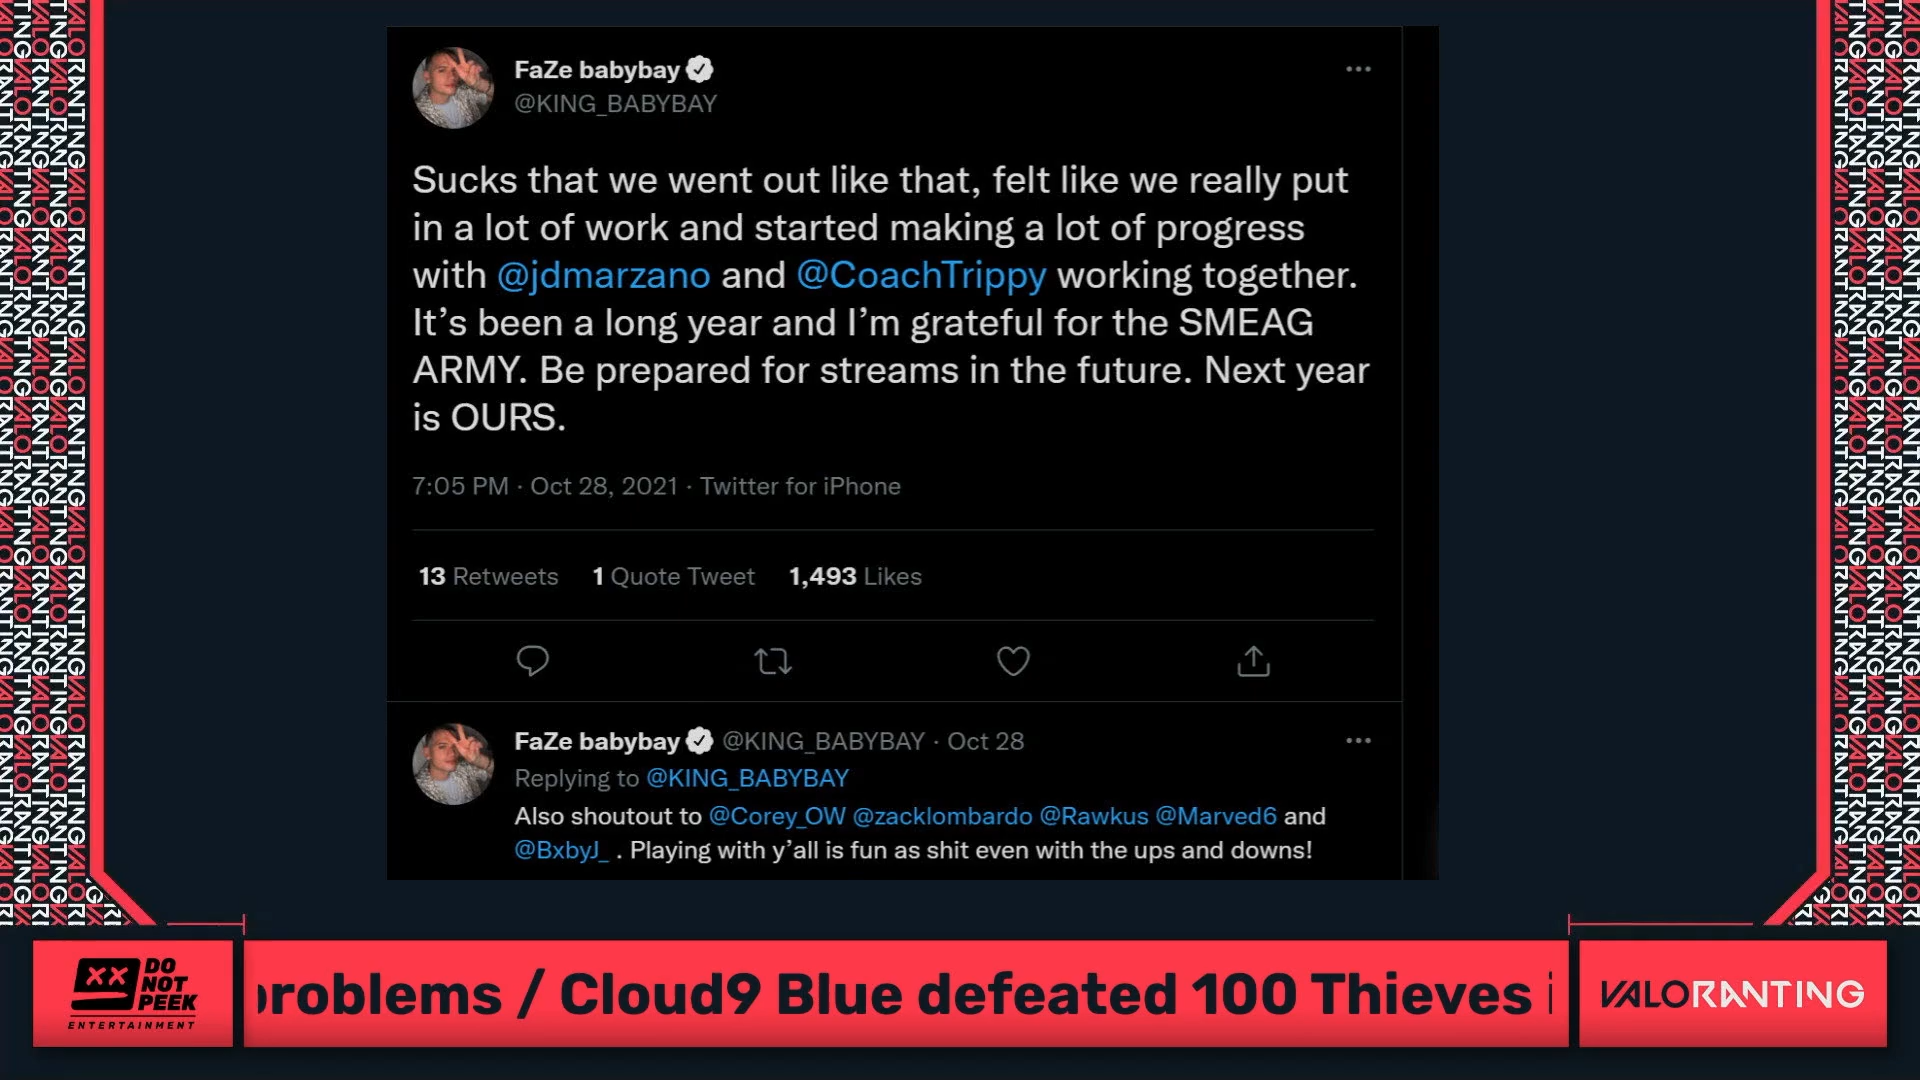 FaZe babybay
@KING_BABYBAY
Sucks that we went out like that, felt like we really put
in a lot of work and started making a lot of progress
with @jdmarzano and @CoachTrippy working together.
It’s been a long year and I’m grateful for the SMEAG
ARMY. Be prepared for streams in the future. Next year
is OURS.
7:05 PM · Oct 28, 2021 · Twitter for iPhone
13 Retweets 1 Quote Tweet 1,493 Likes
FaZe babybay @KING_BABYBAY · Oct 28
Replying to @KING_BABYBAY
Also shoutout to @Corey_OW @zacklombardo @Rawkus @Marved6 and
@BxbyJ_ . Playing with y’all is fun as shit even with the ups and downs!
XX DO
NOT
PEEK
ENTERTAINMENT
problems / Cloud9 Blue defeated 100 Thieves
VALORANTING